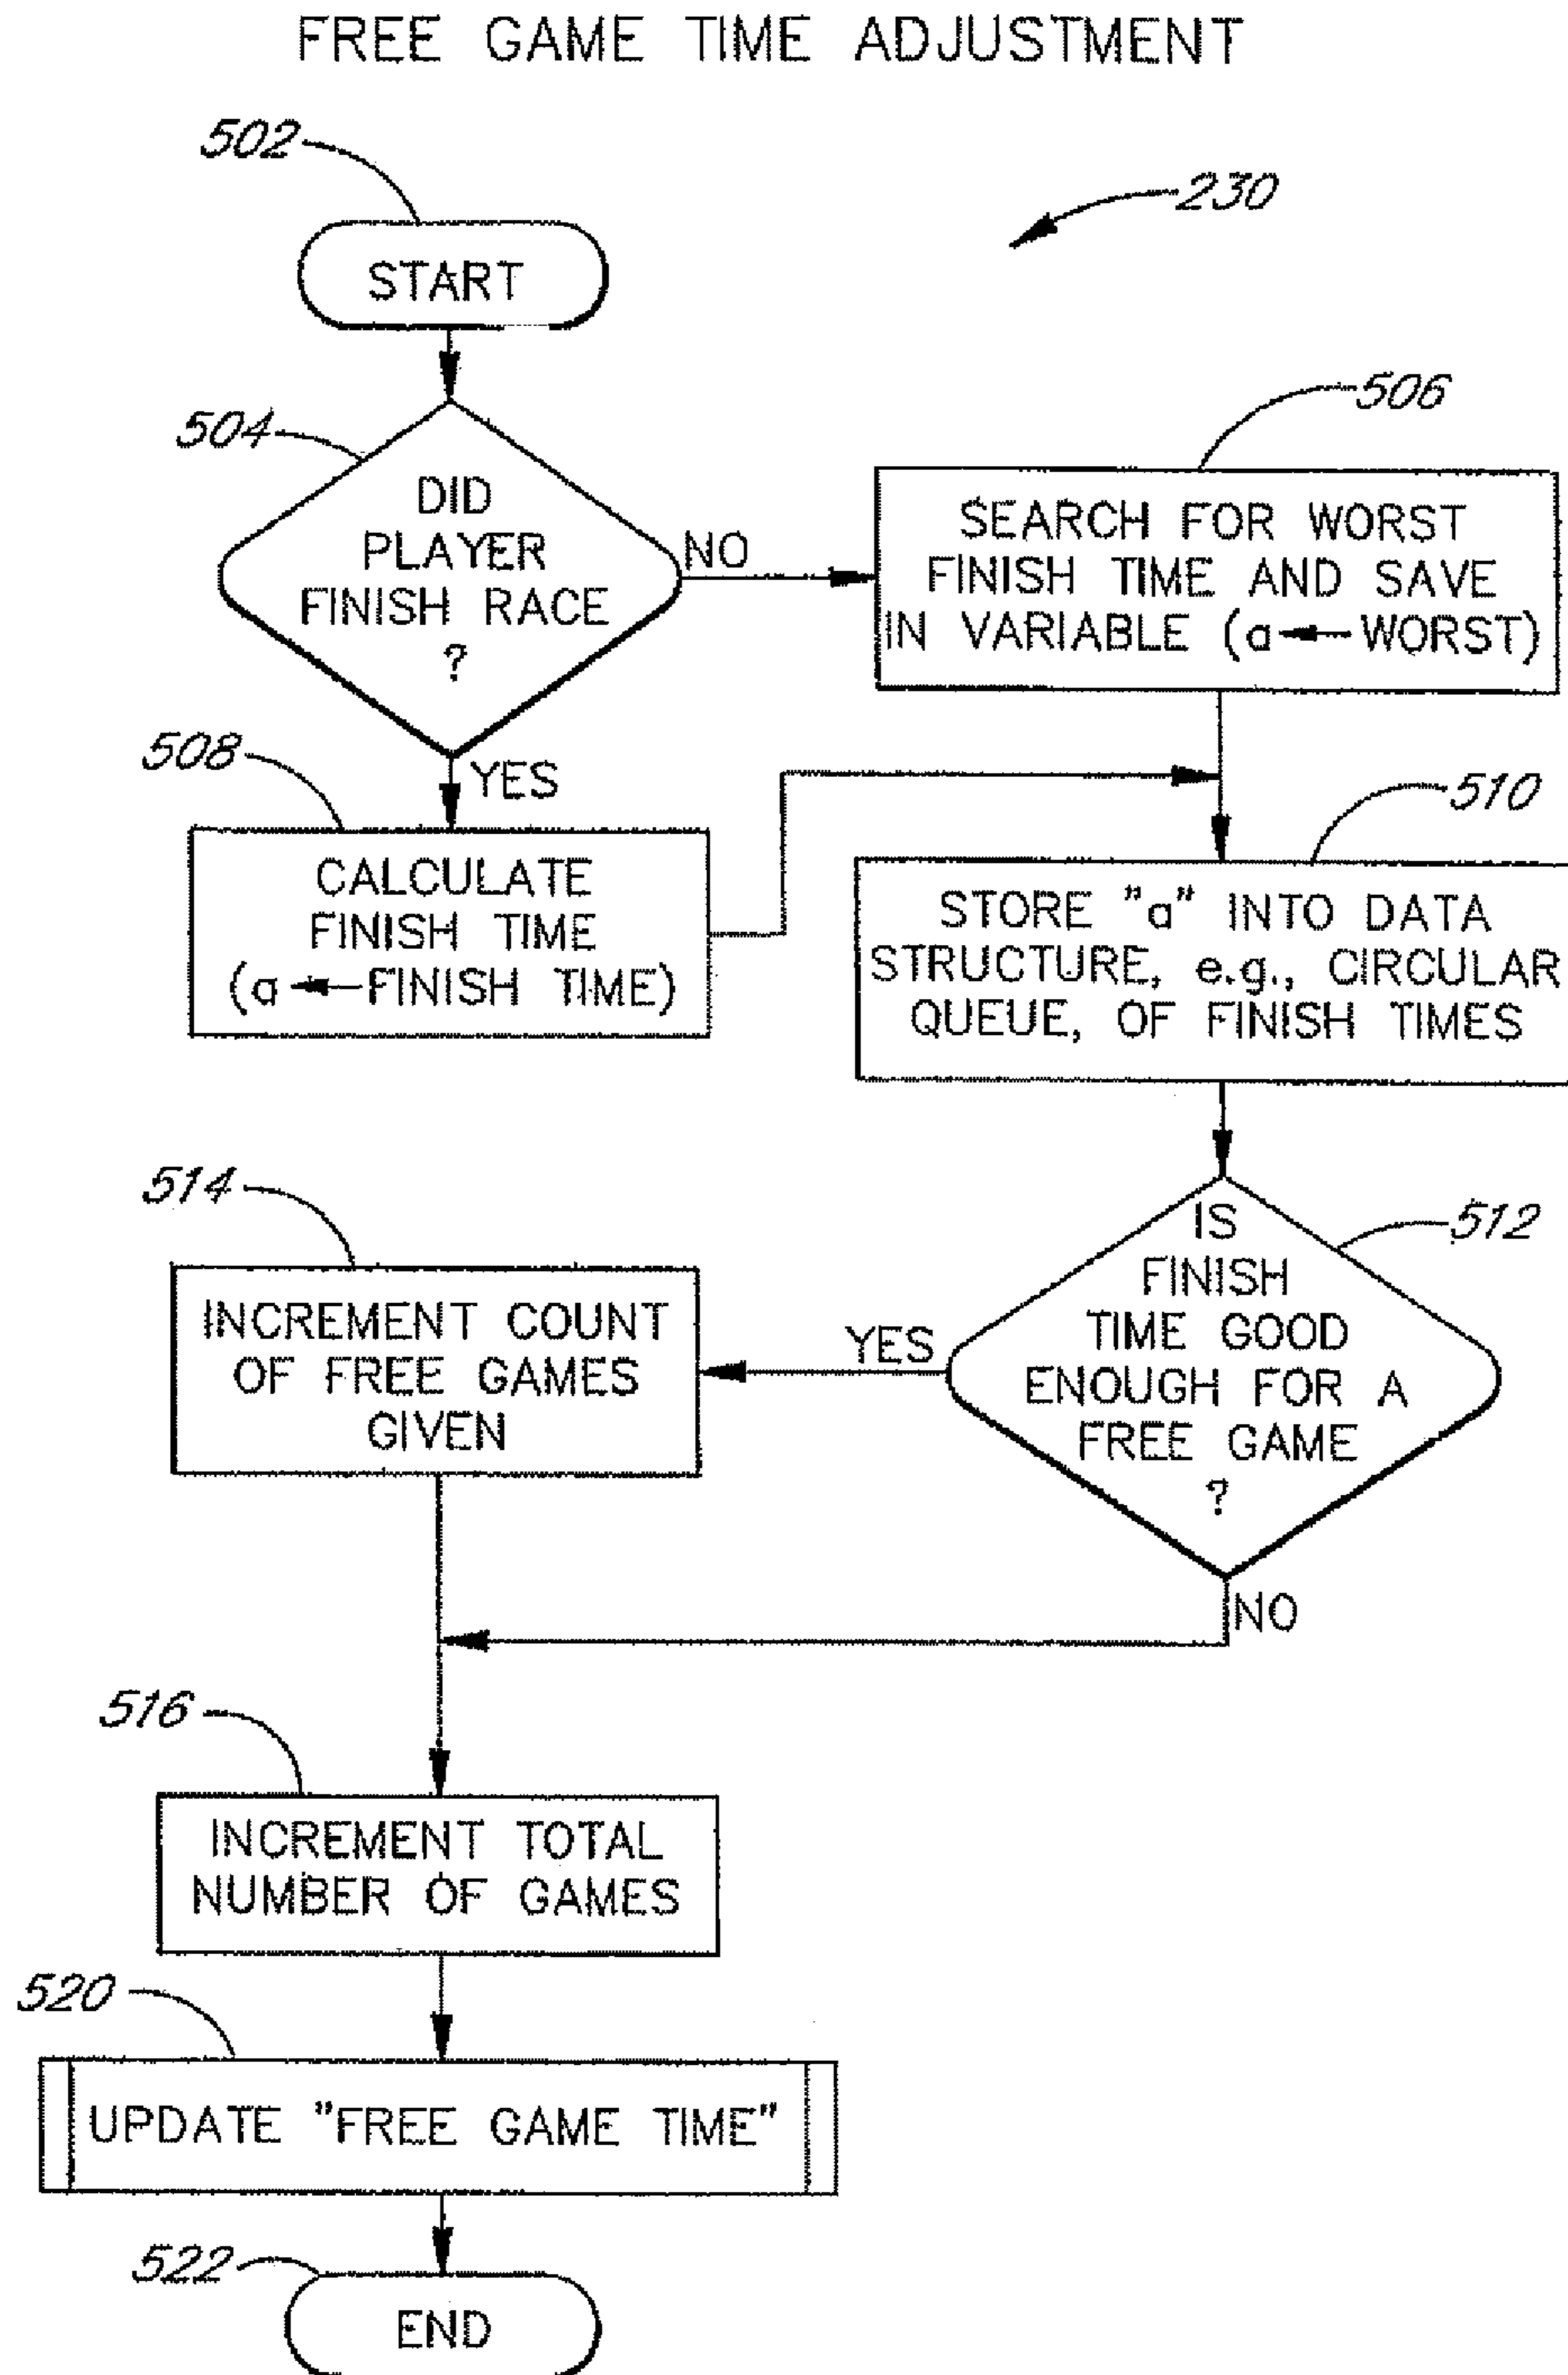 FREE GAME TIME ADJUSTMENT
502
230
START
504
506
DID
PLAYER
FINISH RACE
?
NO
SEARCH FOR WORST
FINISH TIME AND SAVE
IN VARIABLE (a←WORST)
508
YES
510
CALCULATE
FINISH TIME
(a←FINISH TIME)
STORE "a" INTO DATA
STRUCTURE, e.g., CIRCULAR
QUEUE, OF FINISH TIMES
514
512
IS
FINISH
TIME GOOD
ENOUGH FOR A
FREE GAME
?
YES
INCREMENT COUNT
OF FREE GAMES
GIVEN
NO
516
INCREMENT TOTAL
NUMBER OF GAMES
520
UPDATE "FREE GAME TIME"
522
END